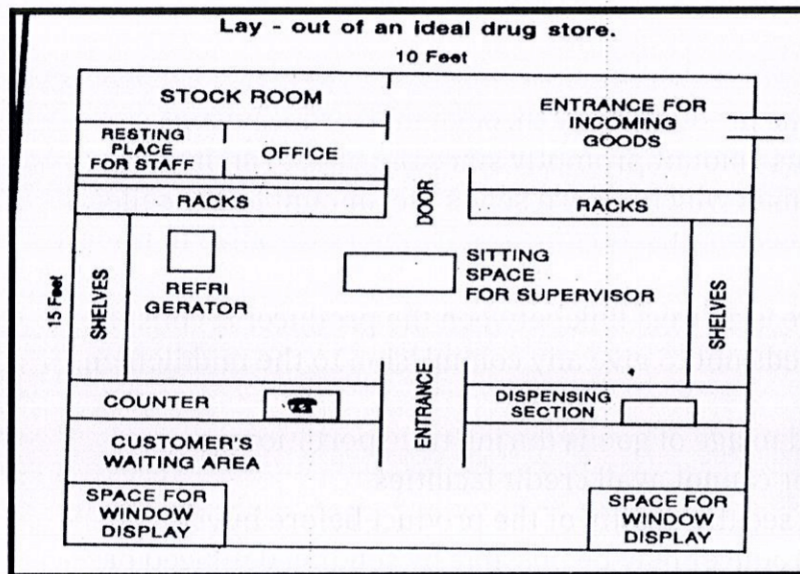 Lay - out of an ideal drug store.
10 Feet
STOCK ROOM
ENTRANCE FOR
INCOMING
GOODS
RESTING
PLACE
FOR STAFF
OFFICE
RACKS
DOOR
RACKS
15 Feet
SHELVES
REFRI
GERATOR
SITTING
SPACE
FOR SUPERVISOR
SHELVES
COUNTER
ENTRANCE
DISPENSING
SECTION
CUSTOMER'S
WAITING AREA
SPACE FOR
WINDOW
DISPLAY
SPACE FOR
WINDOW
DISPLAY